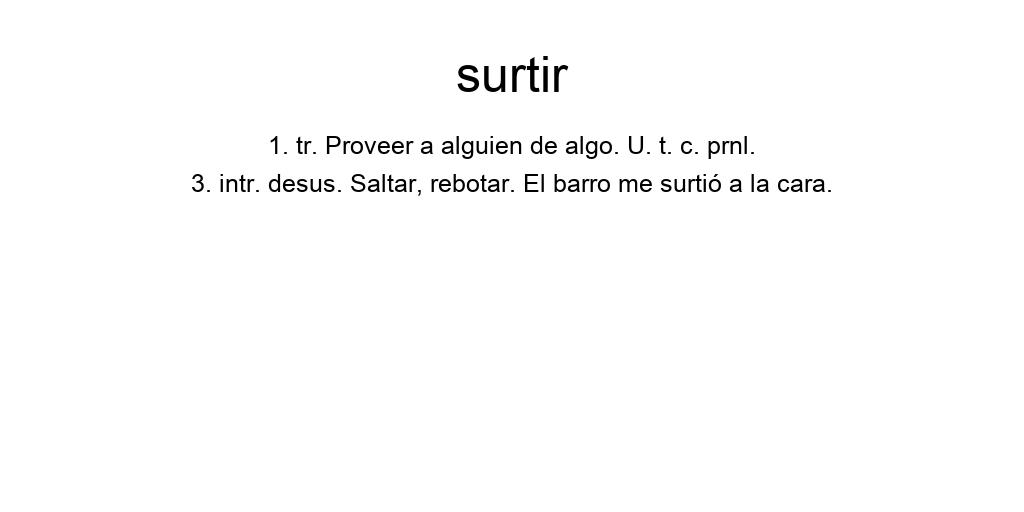 surtir
1. tr. Proveer a alguien de algo. U. t. c. prnl.
3. intr. desus. Saltar, rebotar. El barro me surtió a la cara.